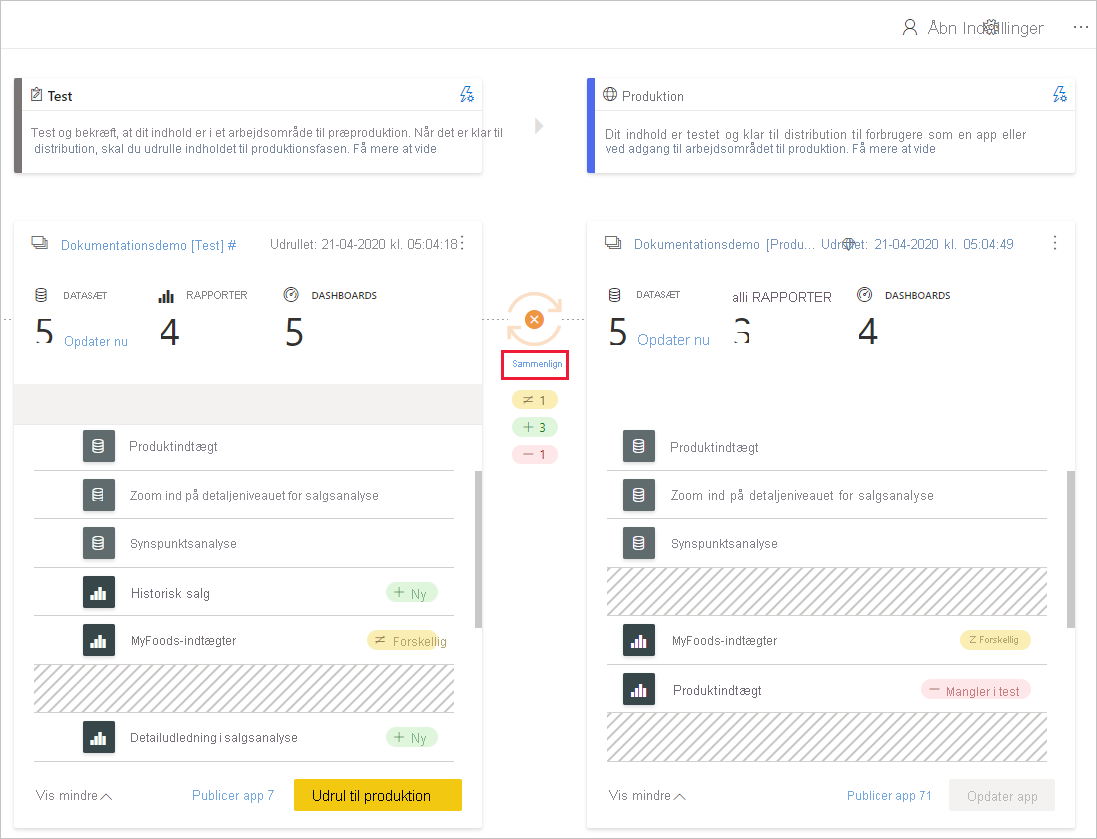 Åbn Indstillinger
Test
Test og bekræft, at dit indhold er i et arbejdsområde til præproduktion. Når det er klar til
distribution, skal du udrulle indholdet til produktionsfasen. Få mere at vide
Produktion
Dit indhold er testet og klar til distribution til forbrugere som en app eller
ved adgang til arbejdsområdet til produktion. Få mere at vide
Dokumentationsdemo [Test] # Udrullet: 21-04-2020 kl. 05:04:18
DATASÆT RAPPORTER DASHBOARDS
5 Opdater nu 4 5
Dokumentationsdemo [Produ... Udrullet: 21-04-2020 kl. 05:04:49
DATASÆT alli RAPPORTER DASHBOARDS
5 Opdater nu 3 4
Sammenlign
≠ 1
+ 3
− 1
Produktindtægt
Zoom ind på detaljeniveauet for salgsanalyse
Synspunktsanalyse
Historisk salg + Ny
MyFoods-indtægter ≠ Forskellig
Detailudledning i salgsanalyse + Ny
Vis mindre Publicer app 7 Udrul til produktion
Produktindtægt
Zoom ind på detaljeniveauet for salgsanalyse
Synspunktsanalyse
MyFoods-indtægter Z Forskellig
Produktindtægt − Mangler i test
Vis mindre Publicer app 71 Opdater app